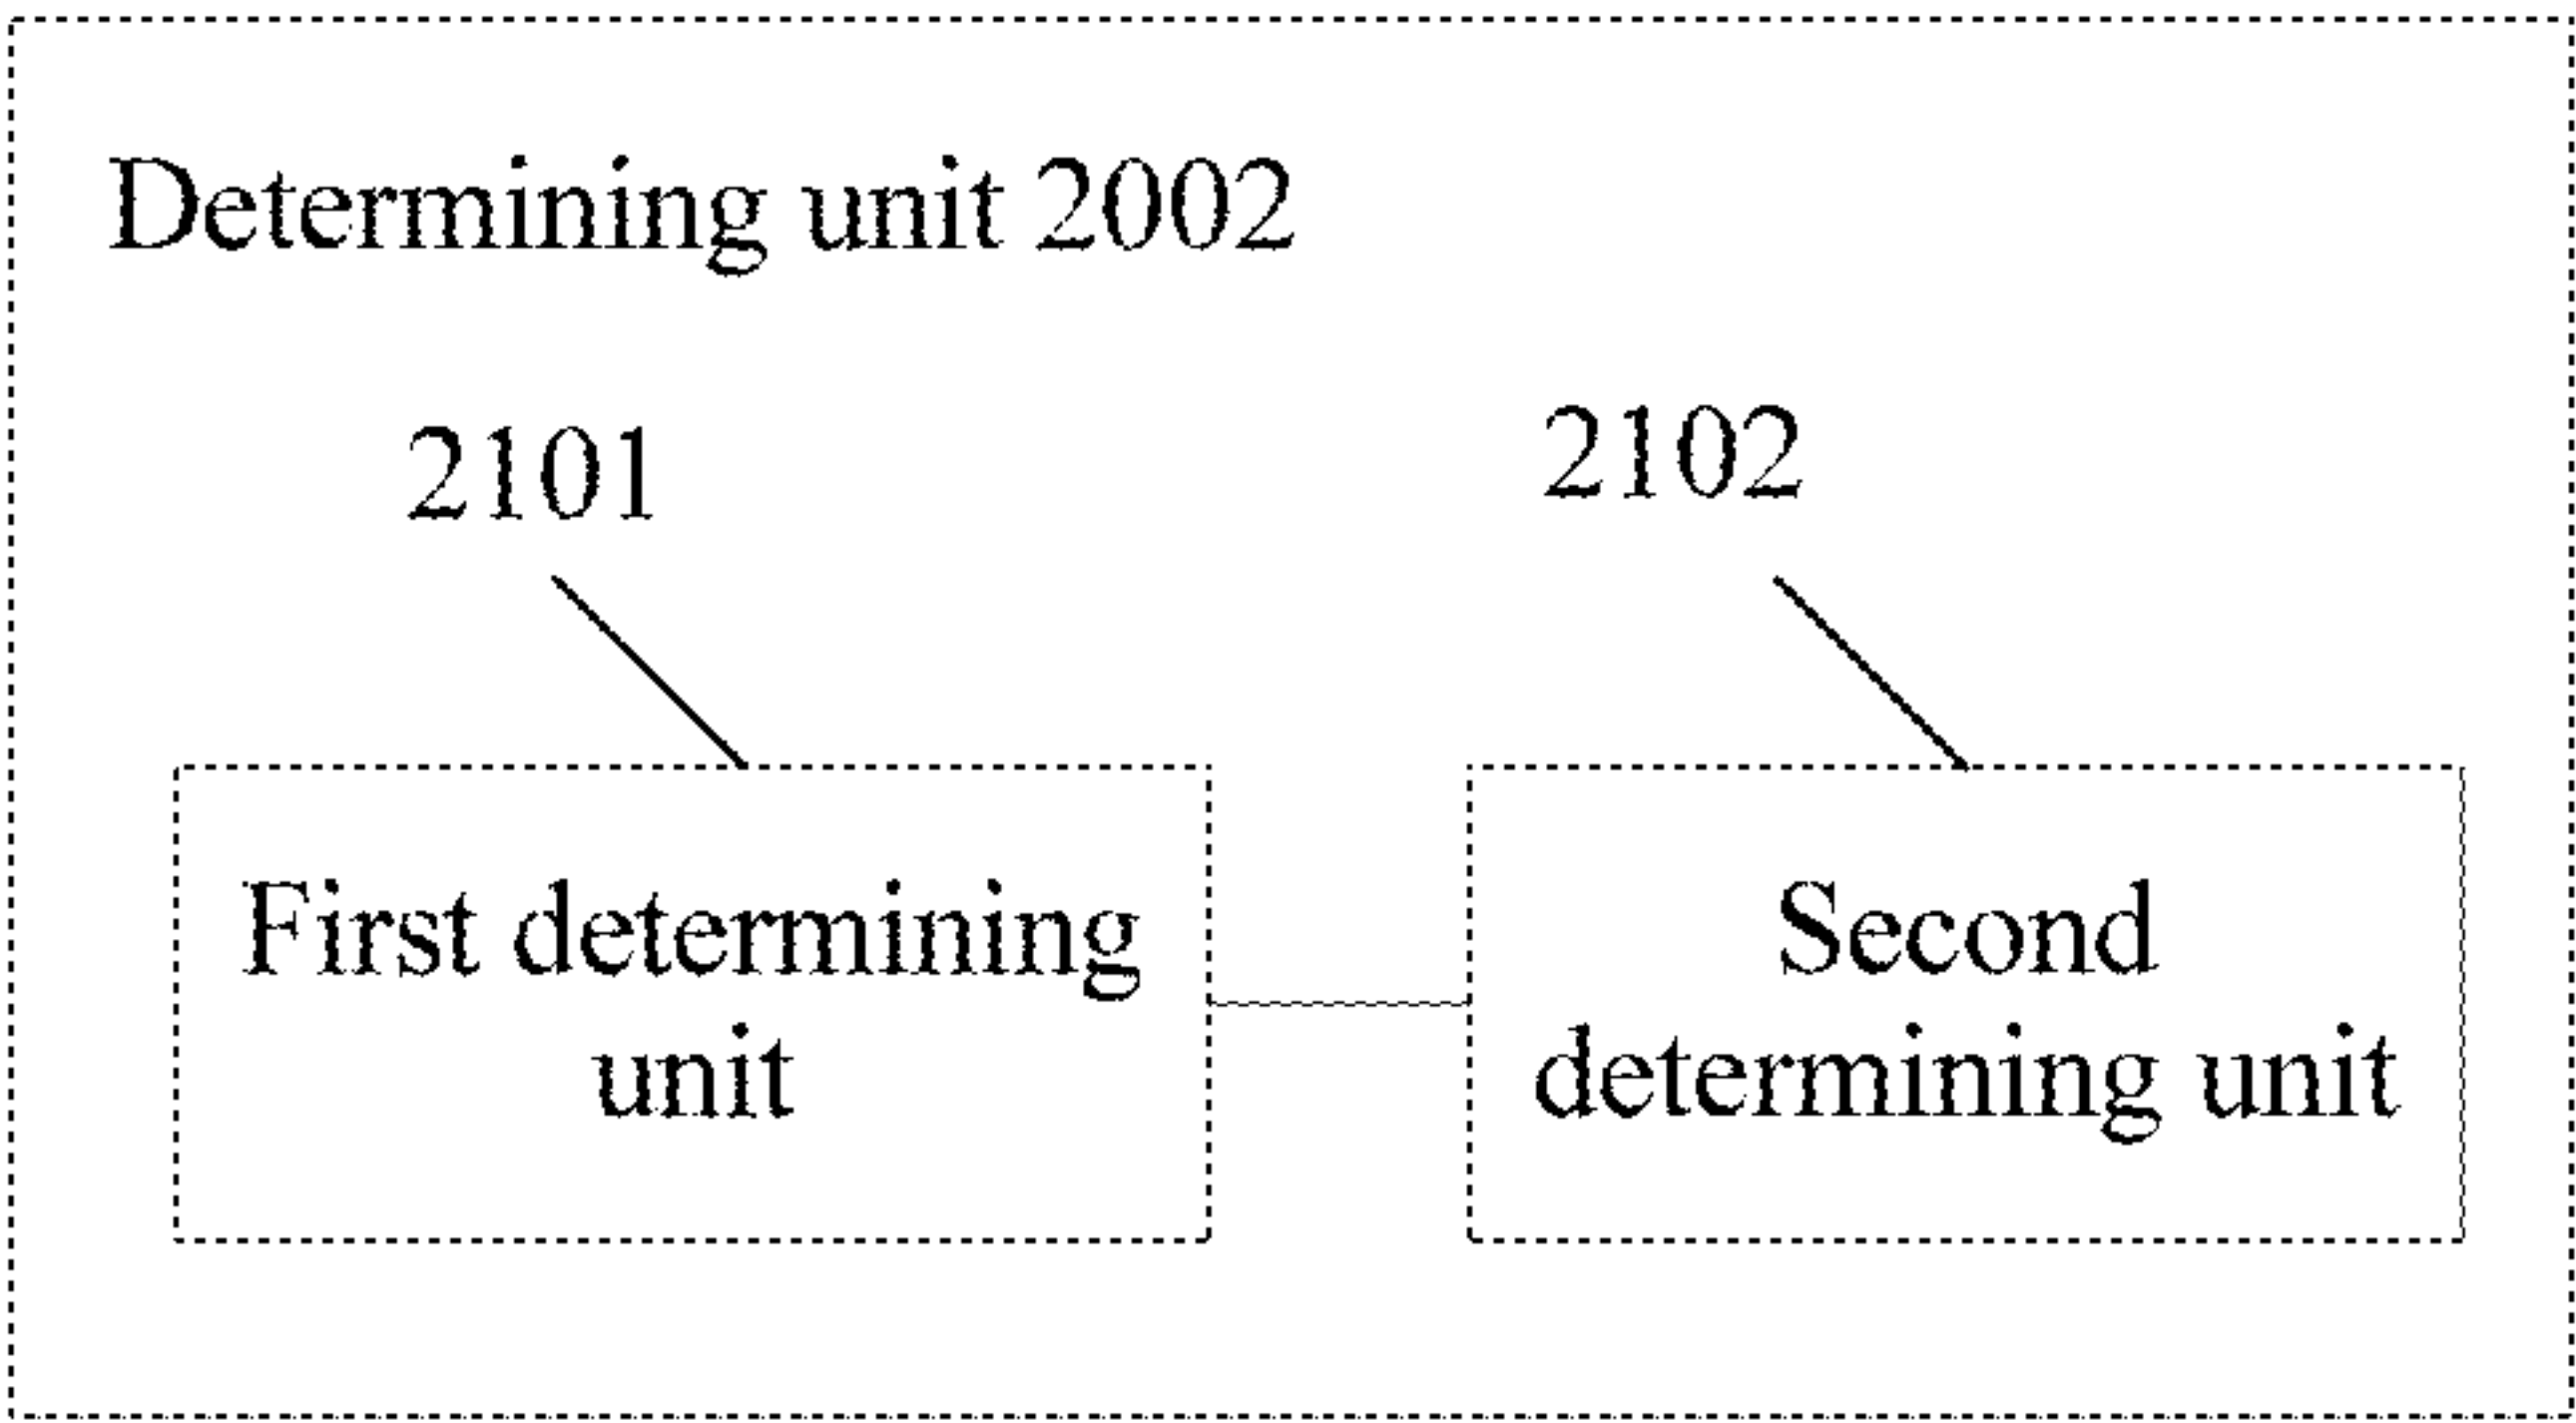 Determining unit 2002
2101
2102
First determining
unit
Second
determining unit